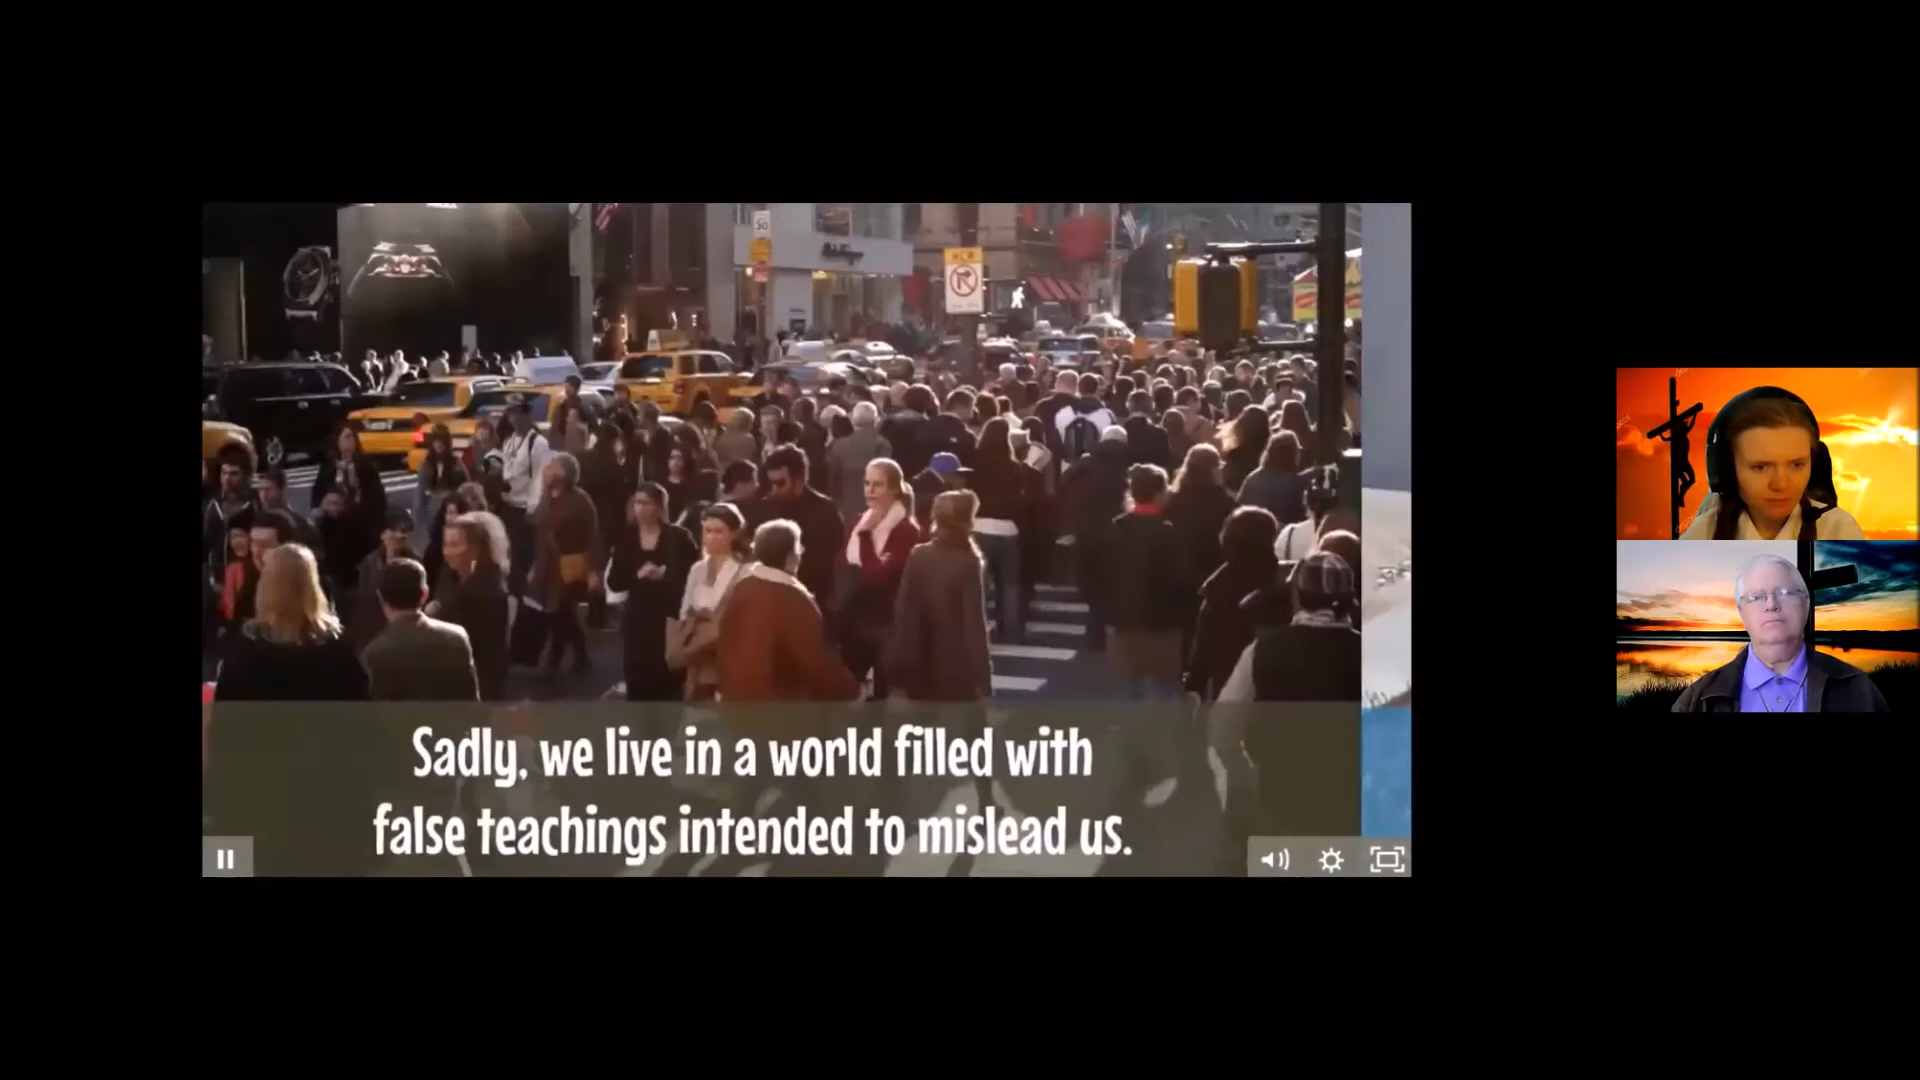 Sadly, we live in a world filled with
false teachings intended to mislead us.